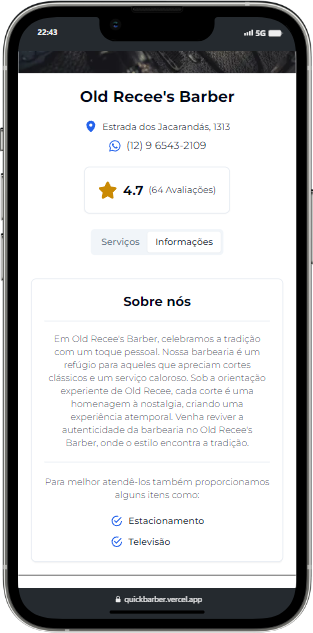 22:43
5G
Old Recee's Barber
Estrada dos Jacarandás, 1313
(12) 9 6543-2109
4.7 (64 Avaliações)
Serviços Informações
Sobre nós
Em Old Recee's Barber, celebramos a tradição
com um toque pessoal. Nossa barbearia é um
refúgio para aqueles que apreciam cortes
clássicos e um serviço caloroso. Sob a orientação
experiente de Old Recee, cada corte é uma
homenagem à nostalgia, criando uma
experiência atemporal. Venha reviver a
autenticidade da barbearia no Old Recee's
Barber, onde o estilo encontra a tradição.
Para melhor atendê-los também proporcionamos
alguns itens como:
Estacionamento
Televisão
quickbarber.vercel.app